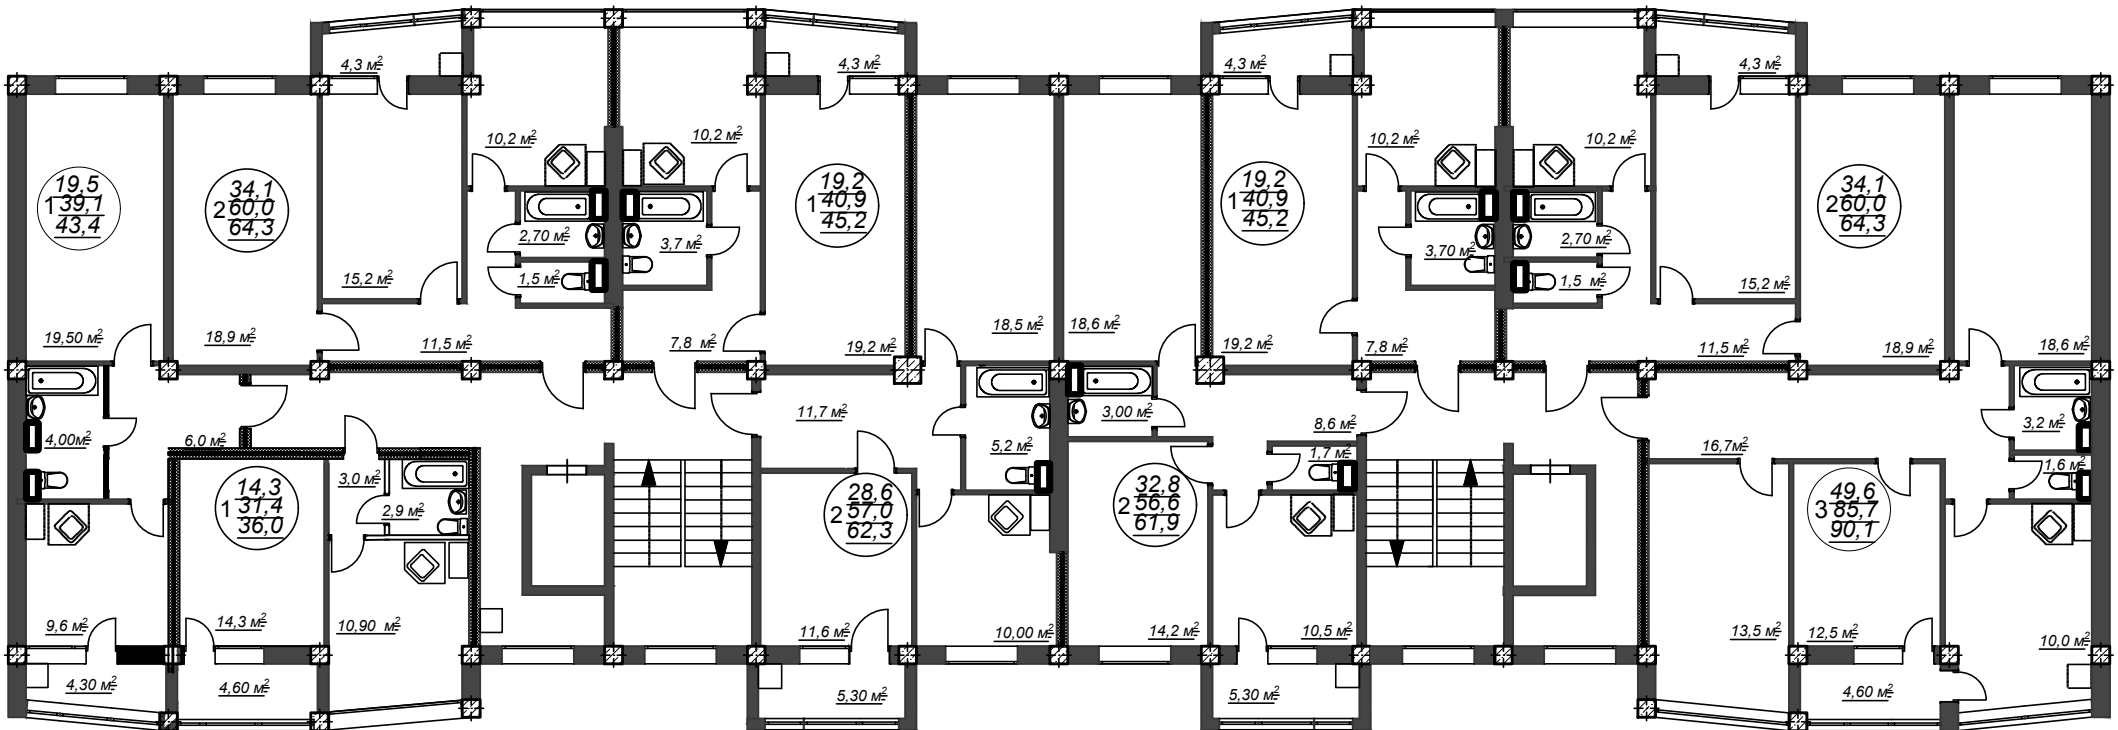 4,3 м²
4,3 м²
4,3 м²
4,3 м²
10,2 м²
10,2 м²
10,2 м²
10,2 м²
19,5
1 39,1
43,4
34,1
2 60,0
64,3
19,2
1 40,9
45,2
19,2
1 40,9
45,2
34,1
2 60,0
64,3
2,70 м²
3,7 м²
3,70 м²
2,70 м²
15,2 м²
1,5 м²
1,5 м²
15,2 м²
19,50 м²
18,9 м²
11,5 м²
7,8 м²
19,2 м²
18,5 м²
18,6 м²
19,2 м²
7,8 м²
11,5 м²
18,9 м²
18,6 м²
4,00 м²
6,0 м²
11,7 м²
5,2 м²
3,00 м²
8,6 м²
1,7 м²
16,7 м²
3,2 м²
1,6 м²
3,0 м²
2,9 м²
14,3
1 31,4
36,0
28,6
2 57,0
62,3
32,8
2 56,6
61,9
49,6
3 85,7
90,1
9,6 м²
14,3 м²
10,90 м²
11,6 м²
10,00 м²
14,2 м²
10,5 м²
13,5 м²
12,5 м²
10,0 м²
4,30 м²
4,60 м²
5,30 м²
5,30 м²
4,60 м²